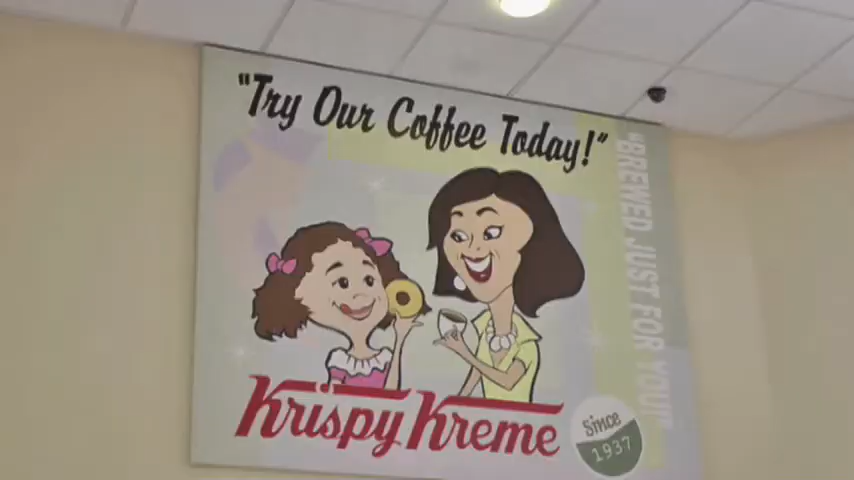 "Try Our Coffee Today!"
"BREWED JUST FOR YOU!"
Krispy Kreme
Since
1937